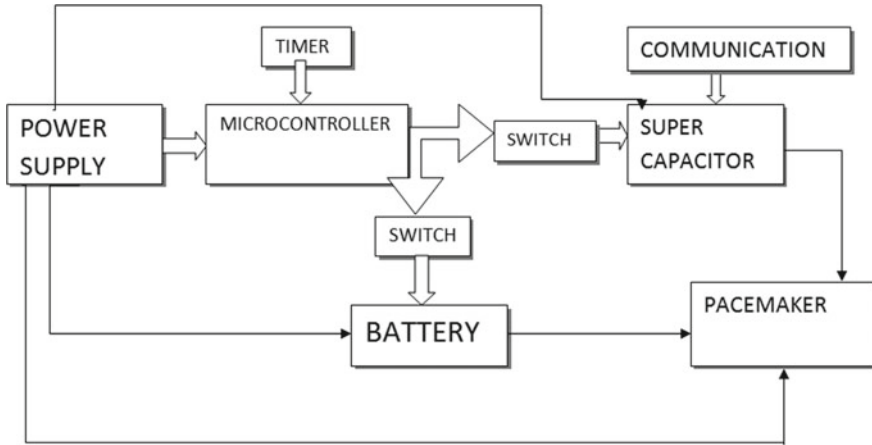 TIMER
COMMUNICATION
POWER
SUPPLY
MICROCONTROLLER
SWITCH
SUPER
CAPACITOR
SWITCH
BATTERY
PACEMAKER